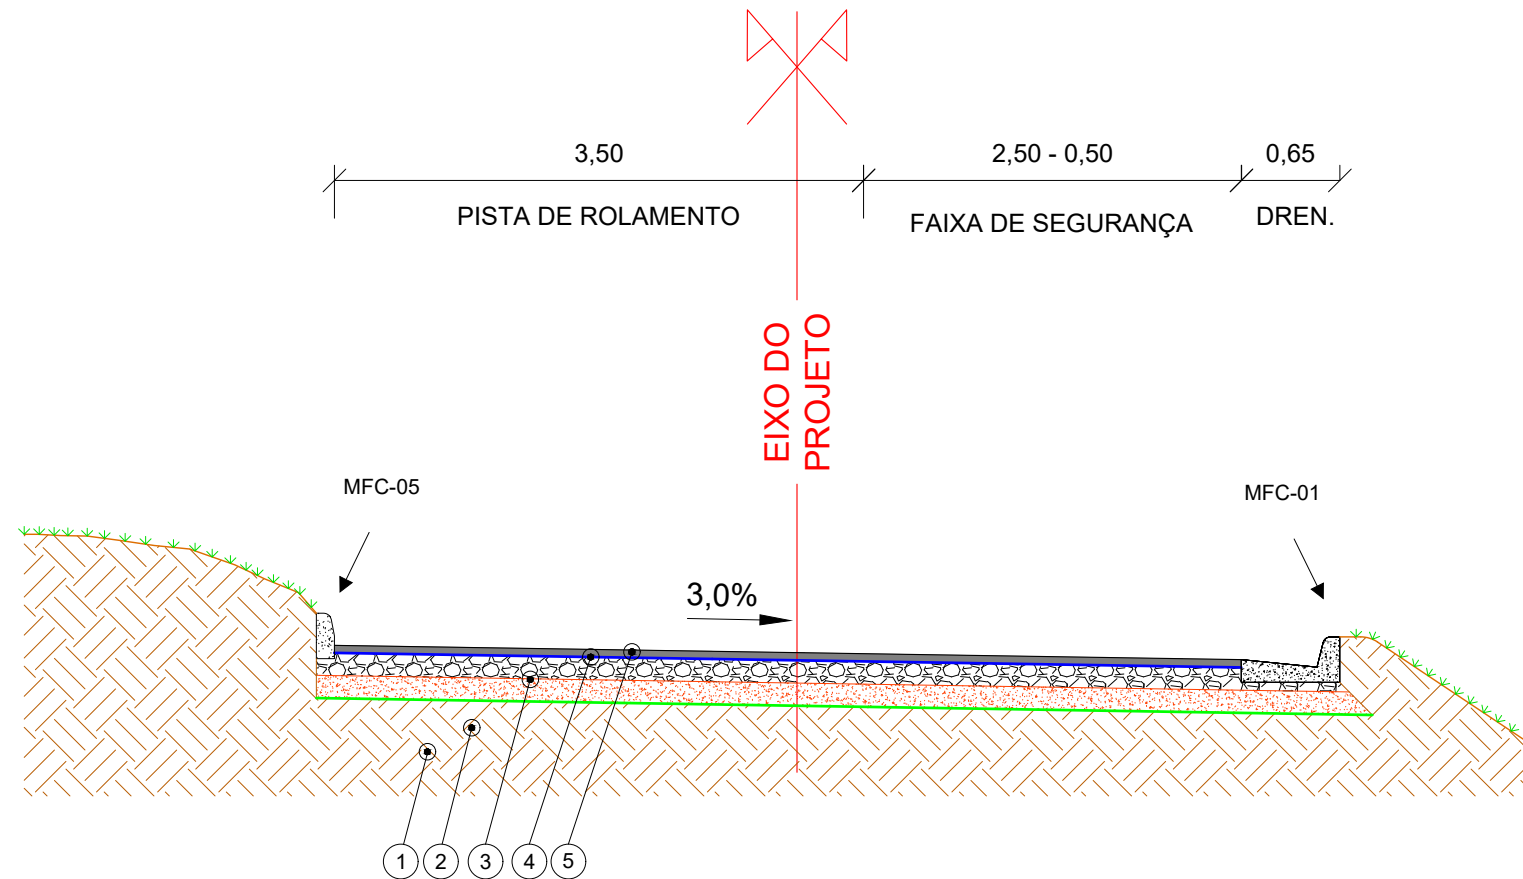 3,50
2,50 - 0,50
0,65
PISTA DE ROLAMENTO
FAIXA DE SEGURANÇA
DREN.
EIXO DO
PROJETO
MFC-05
MFC-01
3,0%
1
2
3
4
5